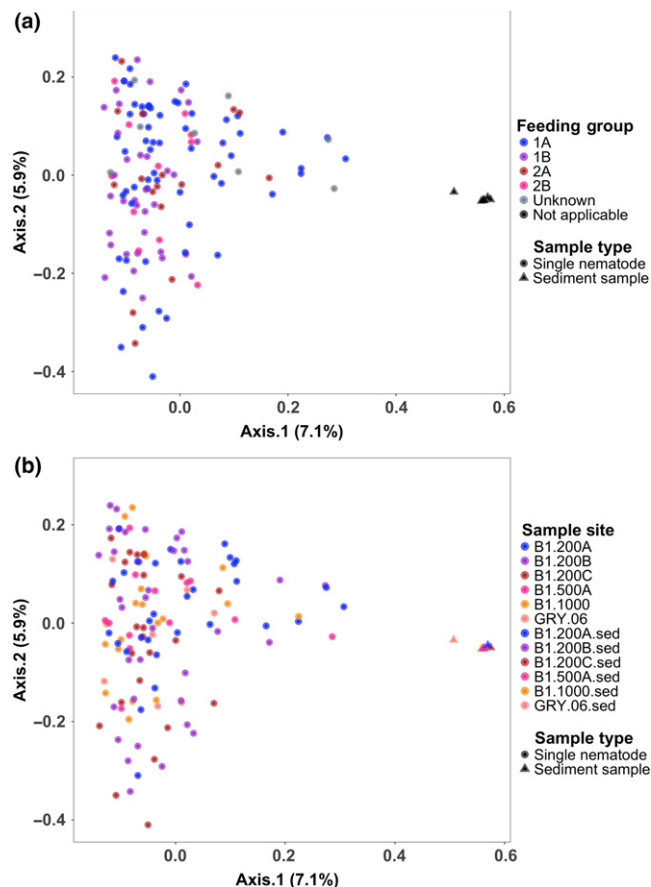 (a)
0.2
0.0
−0.2
−0.4
Axis.2 (5.9%)
0.0 0.2 0.4 0.6
Axis.1 (7.1%)
Feeding group
1A
1B
2A
2B
Unknown
Not applicable
Sample type
Single nematode
Sediment sample
(b)
0.2
0.0
−0.2
−0.4
Axis.2 (5.9%)
0.0 0.2 0.4 0.6
Axis.1 (7.1%)
Sample site
B1.200A
B1.200B
B1.200C
B1.500A
B1.1000
GRY.06
B1.200A.sed
B1.200B.sed
B1.200C.sed
B1.500A.sed
B1.1000.sed
GRY.06.sed
Sample type
Single nematode
Sediment sample